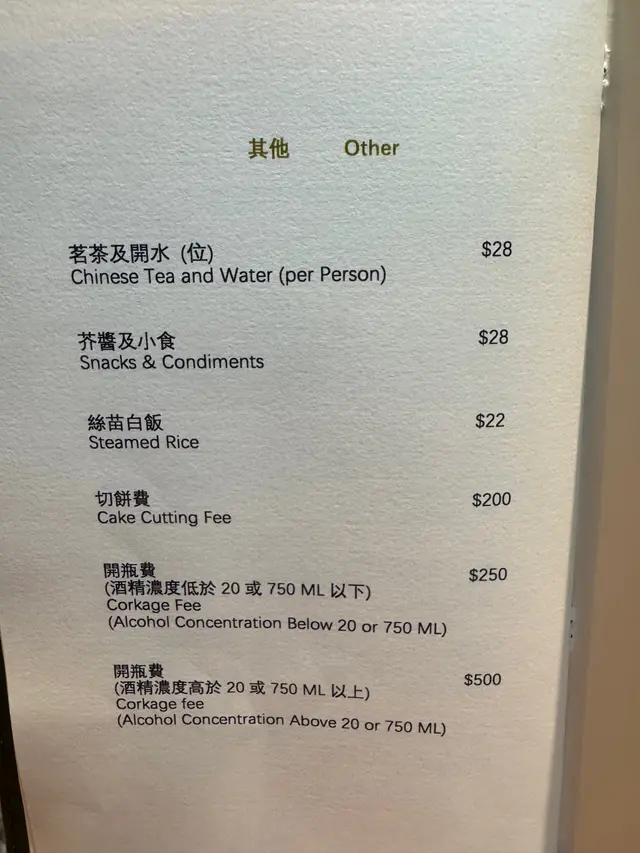 其他 Other
茗茶及開水 (位) $28
Chinese Tea and Water (per Person)
芥醬及小食 $28
Snacks & Condiments
絲苗白飯 $22
Steamed Rice
切餅費 $200
Cake Cutting Fee
開瓶費
(酒精濃度低於 20 或 750 ML 以下) $250
Corkage Fee
(Alcohol Concentration Below 20 or 750 ML)
開瓶費
(酒精濃度高於 20 或 750 ML 以上) $500
Corkage fee
(Alcohol Concentration Above 20 or 750 ML)